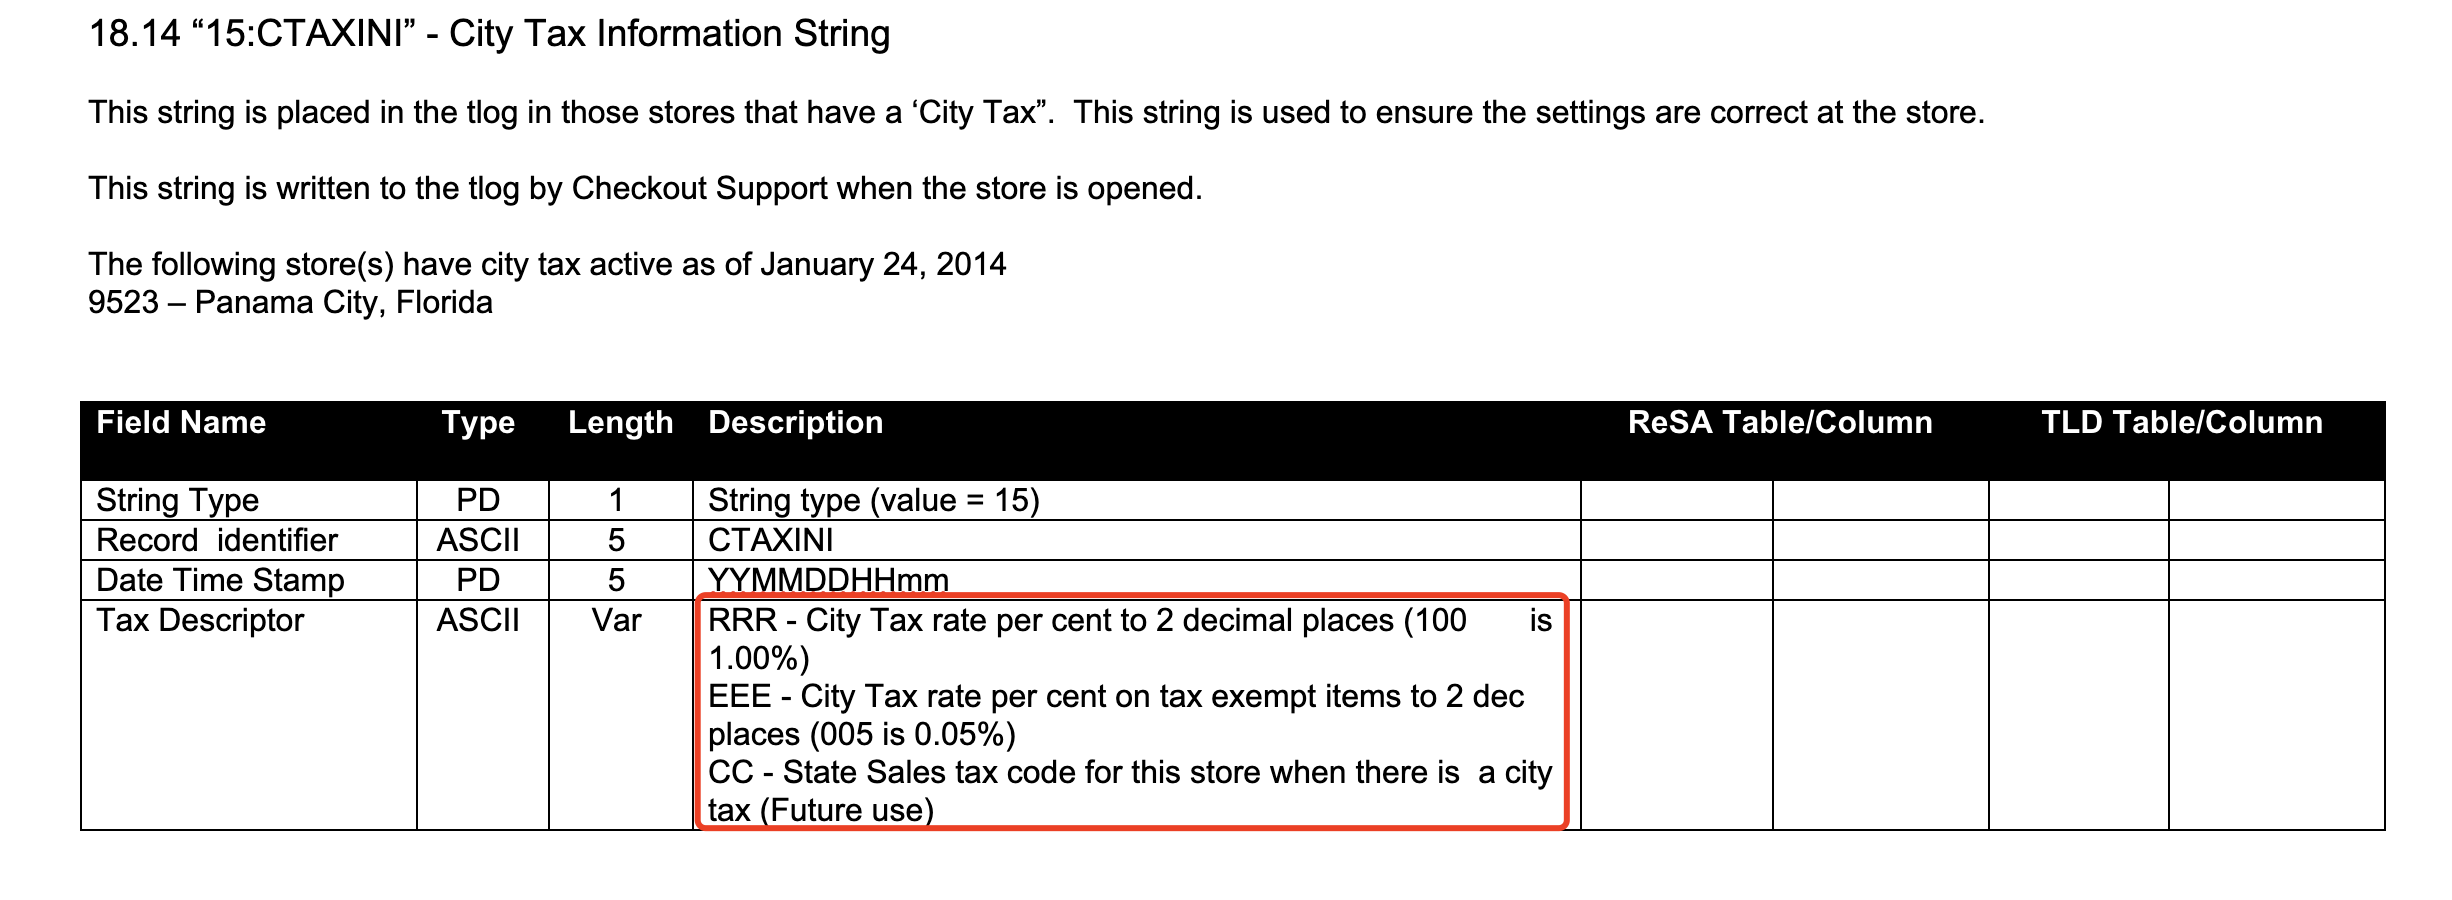 18.14 “15:CTAXINI” - City Tax Information String
This string is placed in the tlog in those stores that have a ‘City Tax”.  This string is used to ensure the settings are correct at the store.
This string is written to the tlog by Checkout Support when the store is opened.
The following store(s) have city tax active as of January 24, 2014
9523 – Panama City, Florida
Field Name Type Length Description ReSA Table/Column TLD Table/Column
String Type PD 1 String type (value = 15)
Record  identifier ASCII 5 CTAXINI
Date Time Stamp PD 5 YYMMDDHHmm
Tax Descriptor ASCII Var RRR - City Tax rate per cent to 2 decimal places (100 is
1.00%)
EEE - City Tax rate per cent on tax exempt items to 2 dec
places (005 is 0.05%)
CC - State Sales tax code for this store when there is  a city
tax (Future use)